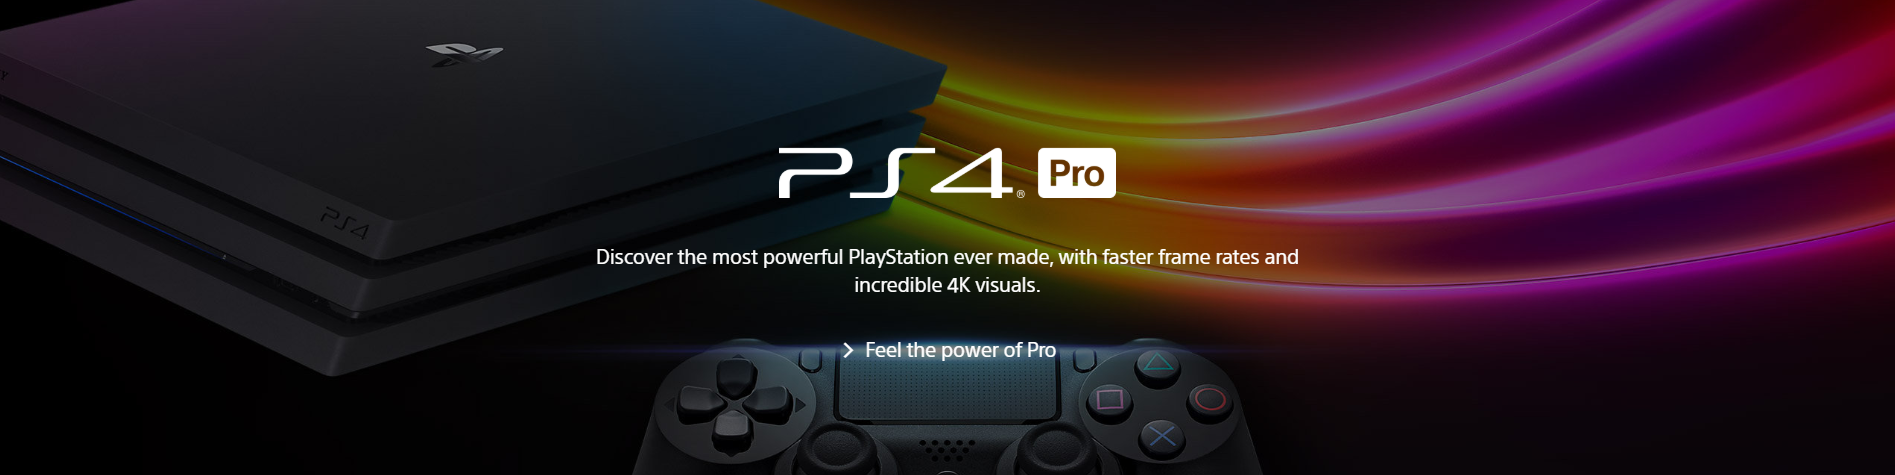 PS4® Pro
PS4
Discover the most powerful PlayStation ever made, with faster frame rates and
incredible 4K visuals.
Feel the power of Pro